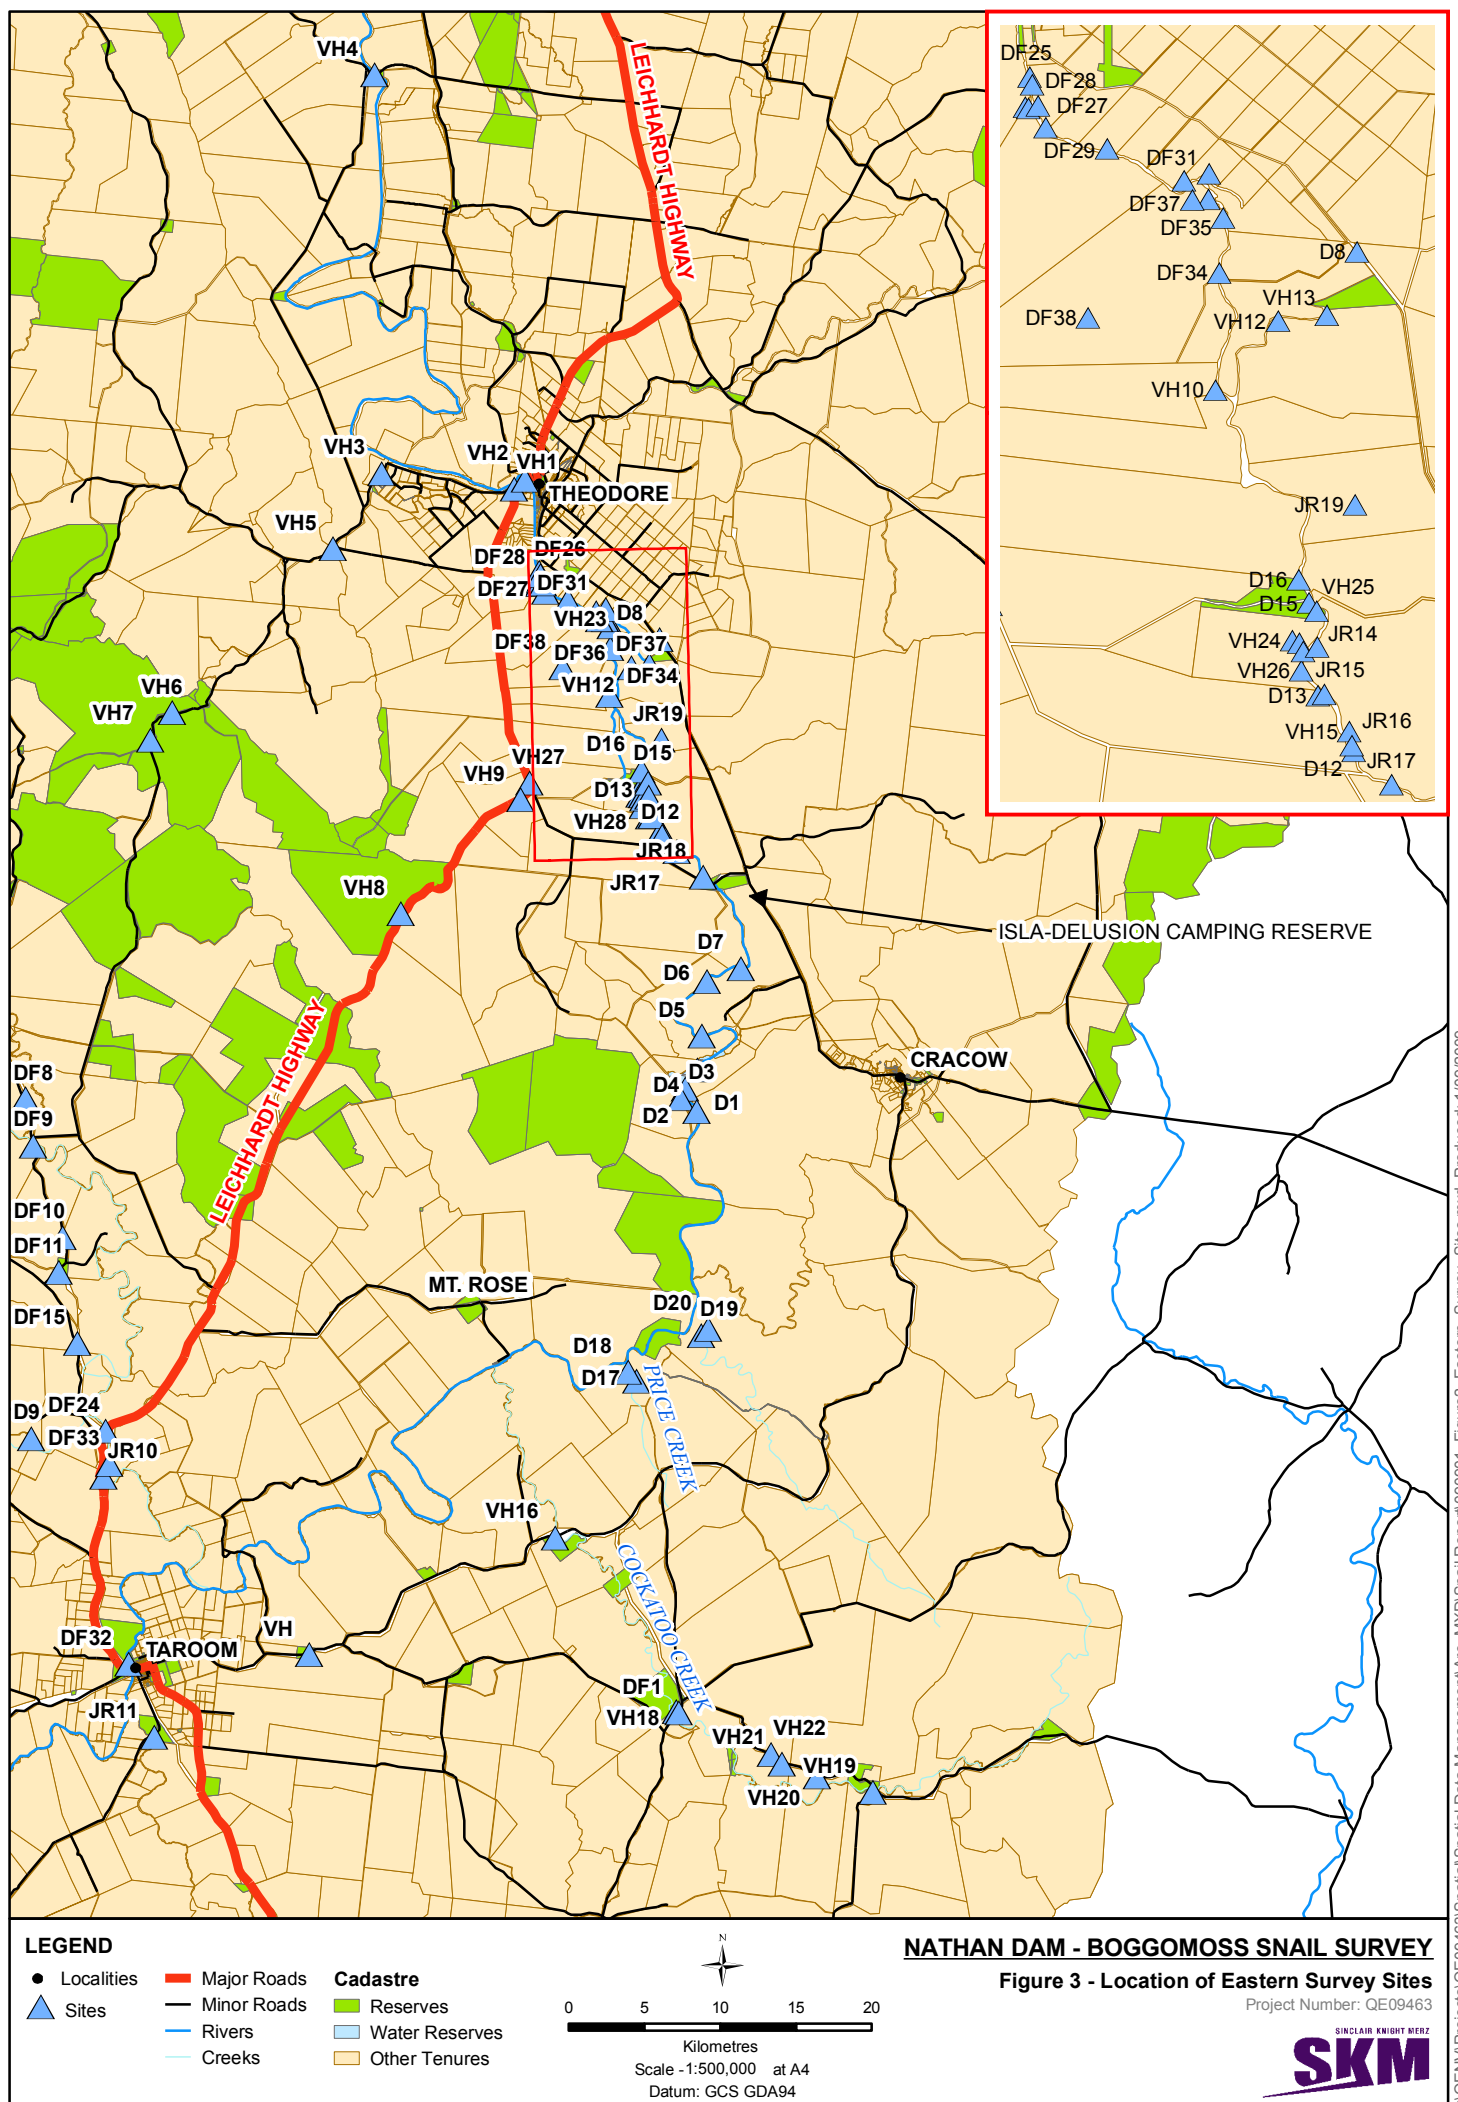 VH4
LEICHHARDT HIGHWAY
VH3
VH2
VH1
THEODORE
VH5
DF28
DF26
DF27
DF31
VH23
D8
DF38
DF36
DF37
DF34
VH12
JR19
VH6
VH7
D16
D15
VH27
VH9
D13
D12
VH28
JR18
JR17
VH8
ISLA-DELUSION CAMPING RESERVE
D7
D6
D5
LEICHHARDT HIGHWAY
CRACOW
D3
D4
D1
D2
DF8
DF9
DF10
DF11
DF15
MT. ROSE
D20
D19
D18
D17
PRICE CREEK
D9
DF24
DF33
JR10
VH16
COCKATOO CREEK
VH
DF32
TAROOM
JR11
DF1
VH18
VH21
VH22
VH19
VH20
DF25
DF28
DF27
DF29
DF31
DF37
DF35
D8
DF34
VH13
DF38
VH12
VH10
JR19
D16
VH25
D15
VH24
JR14
VH26
JR15
D13
JR16
VH15
D12
JR17
LEGEND
Localities
Sites
Major Roads
Minor Roads
Rivers
Creeks
Cadastre
Reserves
Water Reserves
Other Tenures
N
0 5 10 15 20
Kilometres
Scale - 1:500,000 at A4
Datum: GCS GDA94
NATHAN DAM - BOGGOMOSS SNAIL SURVEY
Figure 3 - Location of Eastern Survey Sites
Project Number: QE09463
SINCLAIR KNIGHT MERZ
SKM